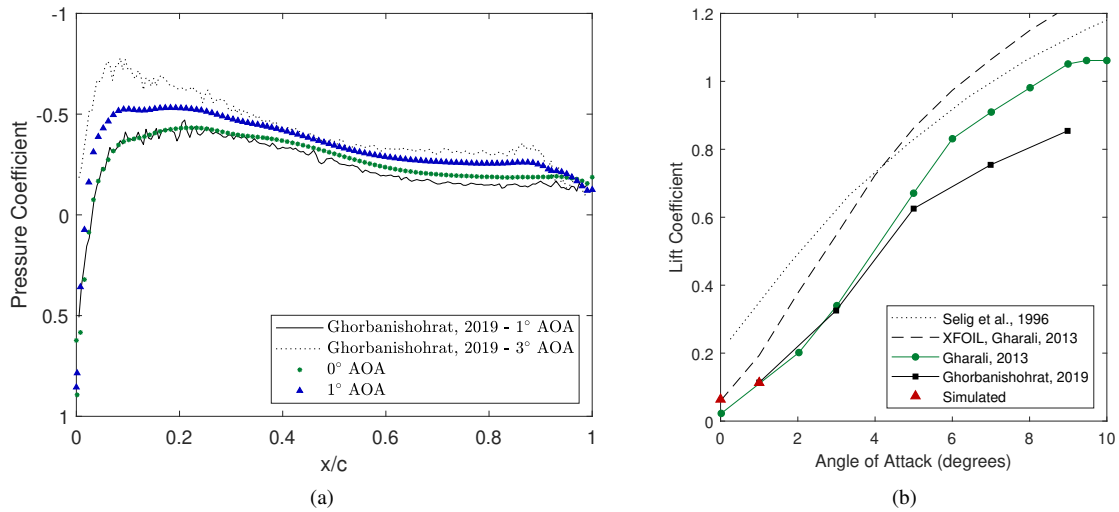 -1
-0.5
0
0.5
1
Pressure Coefficient
0 0.2 0.4 0.6 0.8 1
x/c
Ghorbanishohrat, 2019 - 1° AOA
Ghorbanishohrat, 2019 - 3° AOA
0° AOA
1° AOA
(a)
1.2
1
0.8
0.6
0.4
0.2
0
Lift Coefficient
0 2 4 6 8 10
Angle of Attack (degrees)
Selig et al., 1996
XFOIL, Gharali, 2013
Gharali, 2013
Ghorbanishohrat, 2019
Simulated
(b)